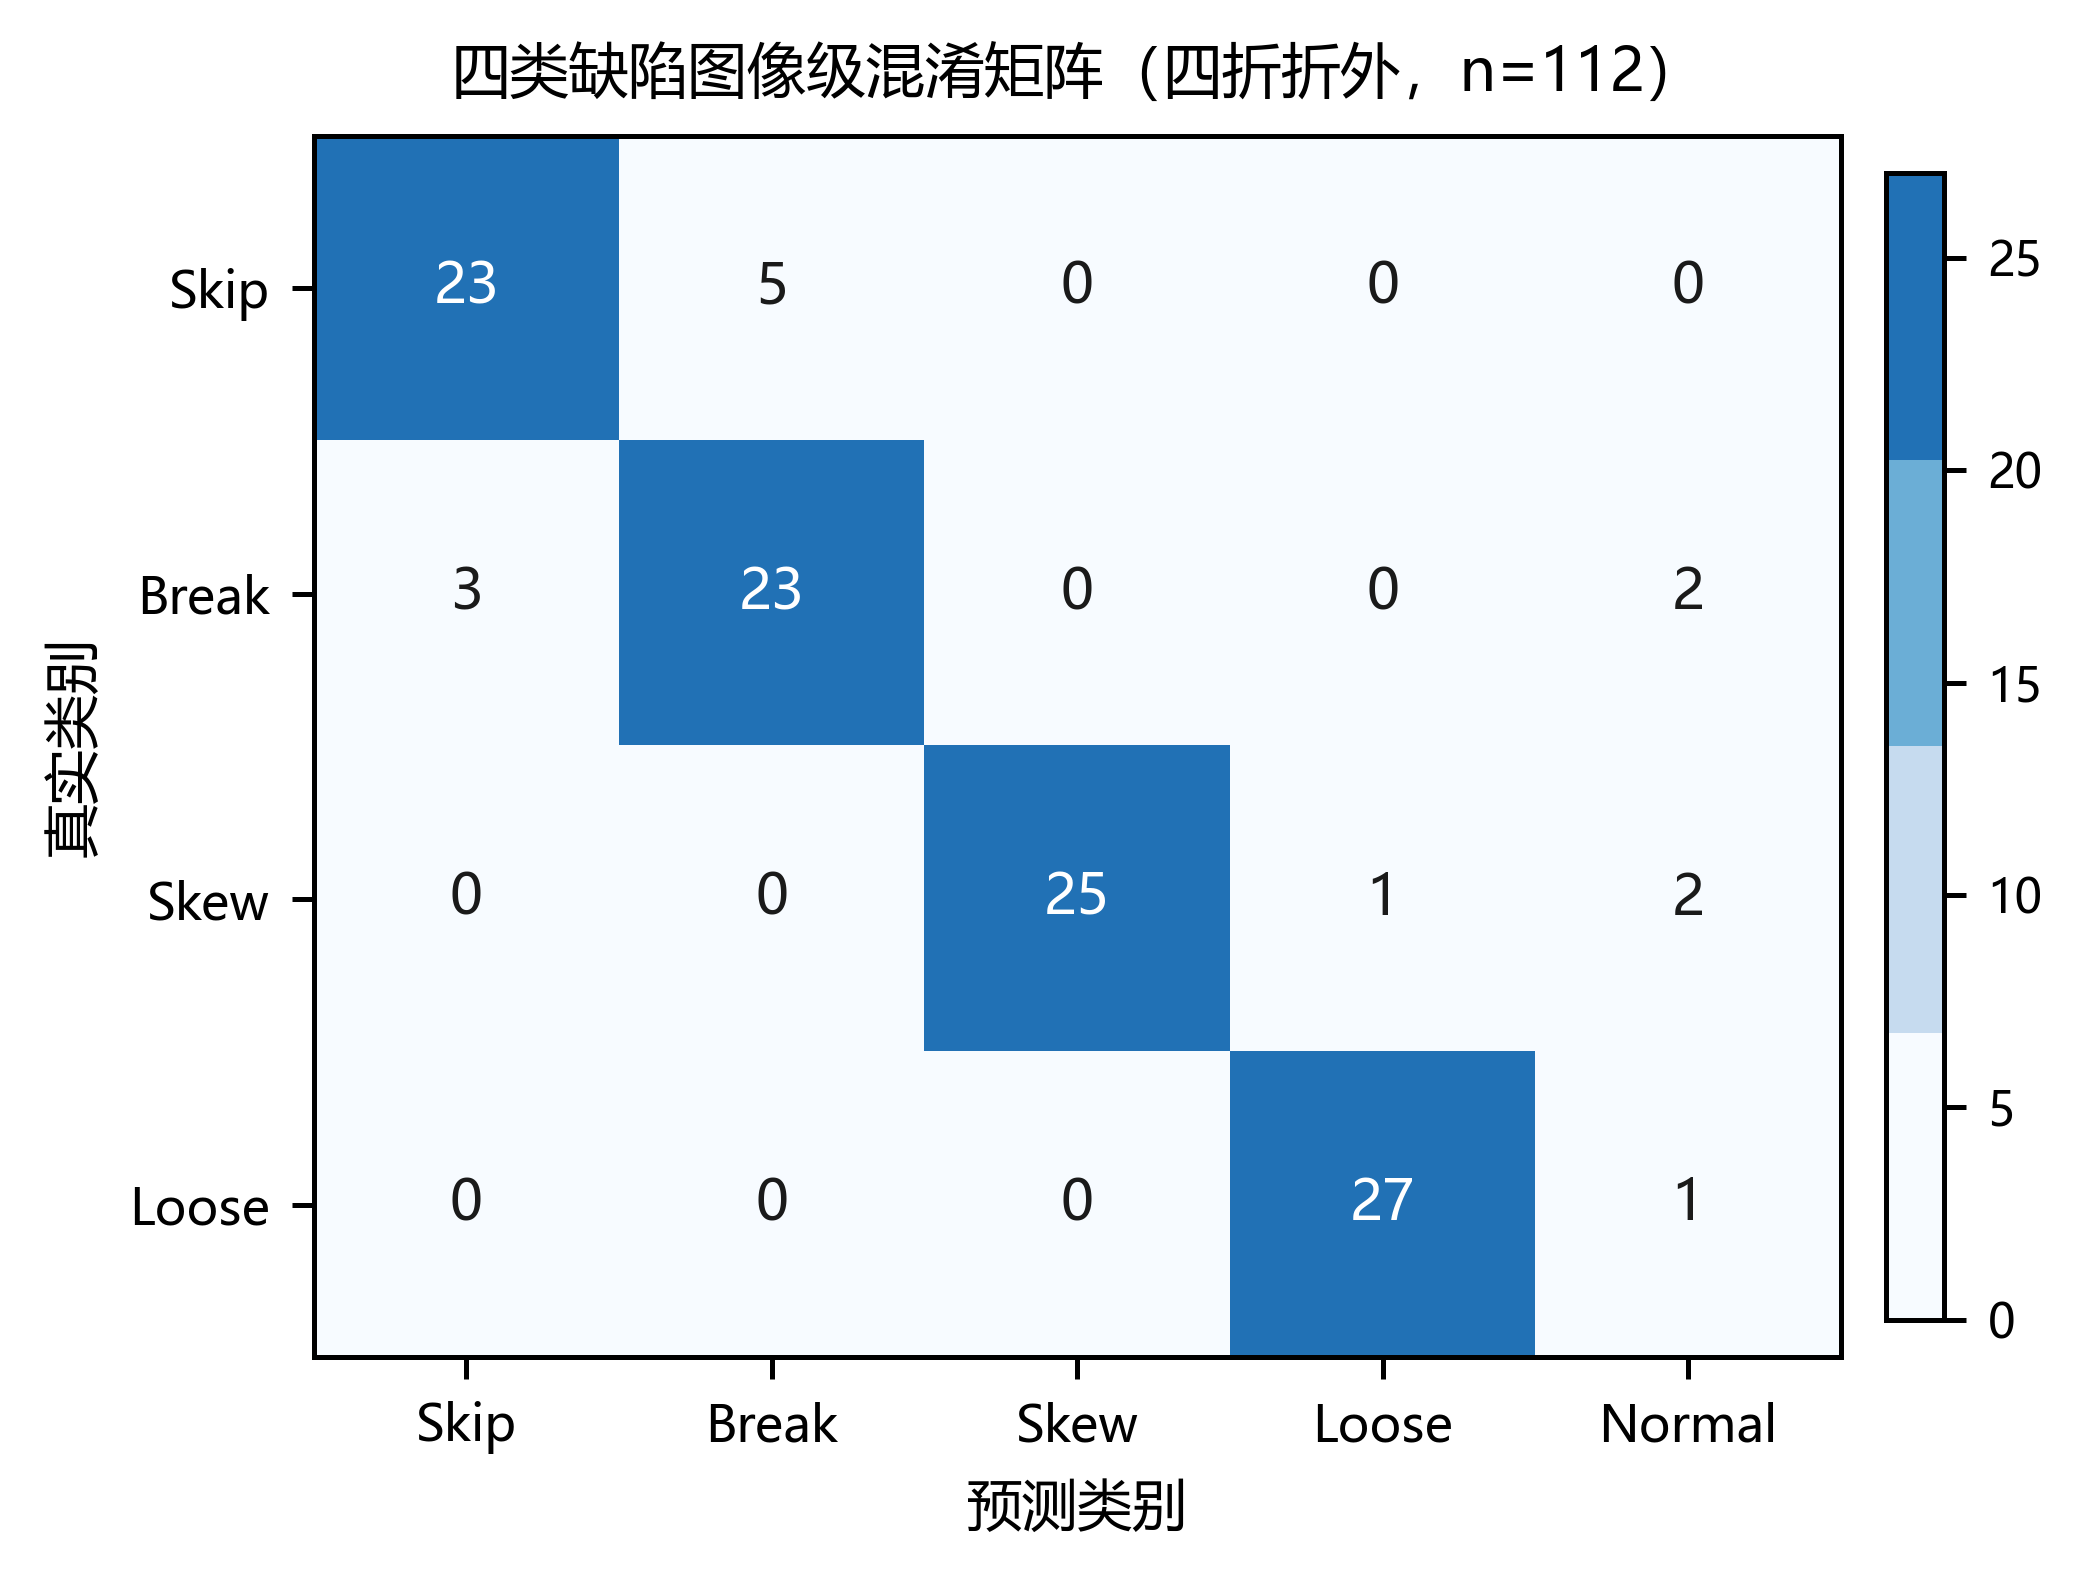 四类缺陷图像级混淆矩阵（四折折外，n=112）
真实类别
Skip 23 5 0 0 0
Break 3 23 0 0 2
Skew 0 0 25 1 2
Loose 0 0 0 27 1
Skip Break Skew Loose Normal
预测类别
25
20
15
10
5
0